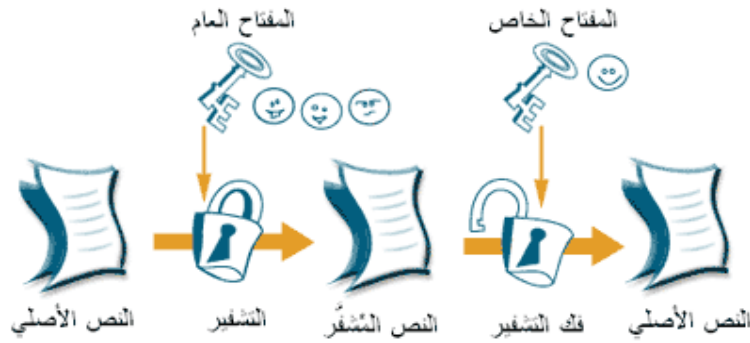 المفتاح العام
المفتاح الخاص
النص الأصلي
التشفير
النص المُشفَّر
فك التشفير
النص الأصلي